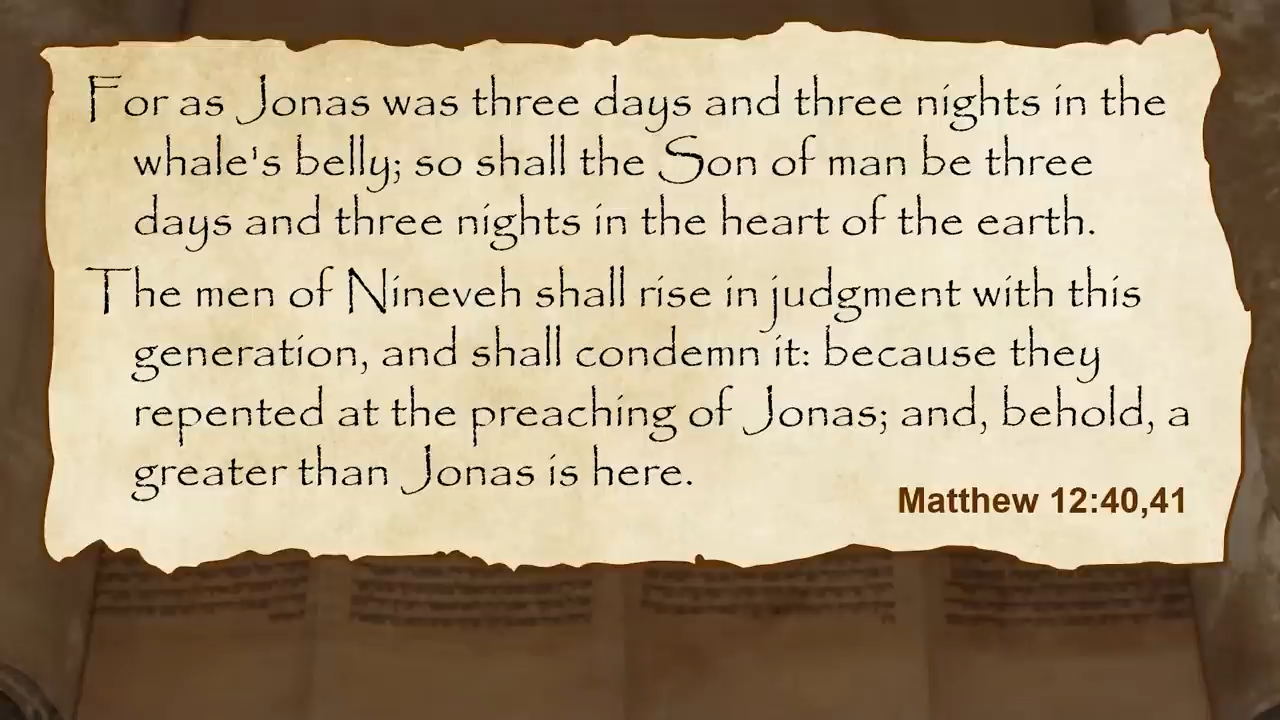 For as Jonas was three days and three nights in the
whale's belly; so shall the Son of man be three
days and three nights in the heart of the earth.
The men of Nineveh shall rise in judgment with this
generation, and shall condemn it: because they
repented at the preaching of Jonas; and, behold, a
greater than Jonas is here.
Matthew 12:40,41